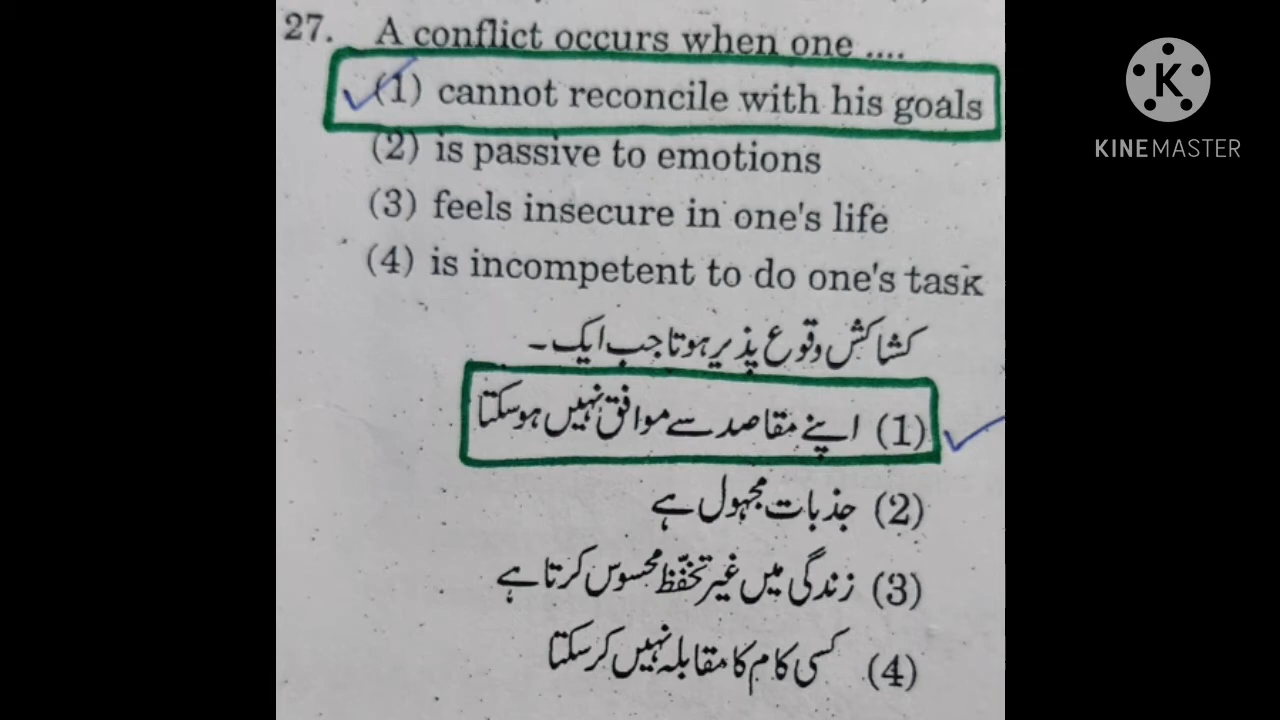 27. A conflict occurs when one ....
(1) cannot reconcile with his goals
(2) is passive to emotions
(3) feels insecure in one's life
(4) is incompetent to do one's task
کشاکش وقوع پذیر ہوتا جب ایک ۔
(1) اپنے مقاصد سے موافق نہیں ہوسکتا
(2) جذبات مجہول ہے
(3) زندگی میں غیر تخفّظ محسوس کرتا ہے
(4) کسی کام کا مقابلہ نہیں کرسکتا
K
KINEMASTER